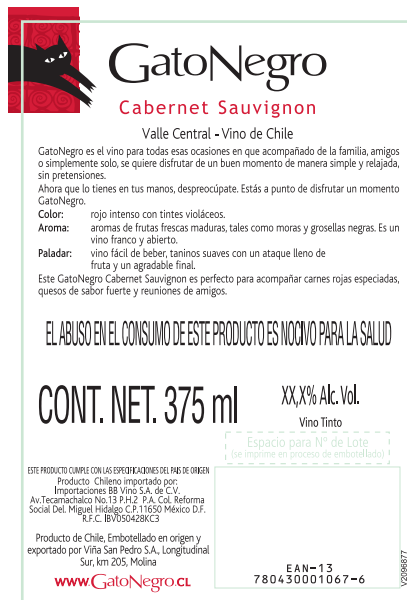 GatoNegro
Cabernet Sauvignon
Valle Central - Vino de Chile
GatoNegro es el vino para todas esas ocasiones en que acompañado de la familia, amigos
o simplemente solo, se quiere disfrutar de un buen momento de manera simple y relajada,
sin pretensiones.
Ahora que lo tienes en tus manos, despreocúpate. Estás a punto de disfrutar un momento
GatoNegro.
Color: rojo intenso con tintes violáceos.
Aroma: aromas de frutas frescas maduras, tales como moras y grosellas negras. Es un
vino franco y abierto.
Paladar: vino fácil de beber, taninos suaves con un ataque lleno de
fruta y un agradable final.
Este GatoNegro Cabernet Sauvignon es perfecto para acompañar carnes rojas especiadas,
quesos de sabor fuerte y reuniones de amigos.
EL ABUSO EN EL CONSUMO DE ESTE PRODUCTO ES NOCIVO PARA LA SALUD
CONT. NET. 375 ml
XX,X% Alc. Vol.
Vino Tinto
Espacio para N° de Lote
(se imprime en proceso de embotellado)
ESTE PRODUCTO CUMPLE CON LAS ESPECIFICACIONES DEL PAIS DE ORIGEN
Producto Chileno importado por:
Importaciones BB Vino S.A. de C.V.
Av.Tecamachalco No.13 P.H.2 P.A. Col. Reforma
Social Del. Miguel Hidalgo C.P.11650 México D.F.
R.F.C. IBV050428KC3
Producto de Chile, Embotellado en origen y
exportado por Viña San Pedro S.A., Longitudinal
Sur, km 205, Molina
www.GatoNegro.cl
EAN-13
780430001067-6
V2096877